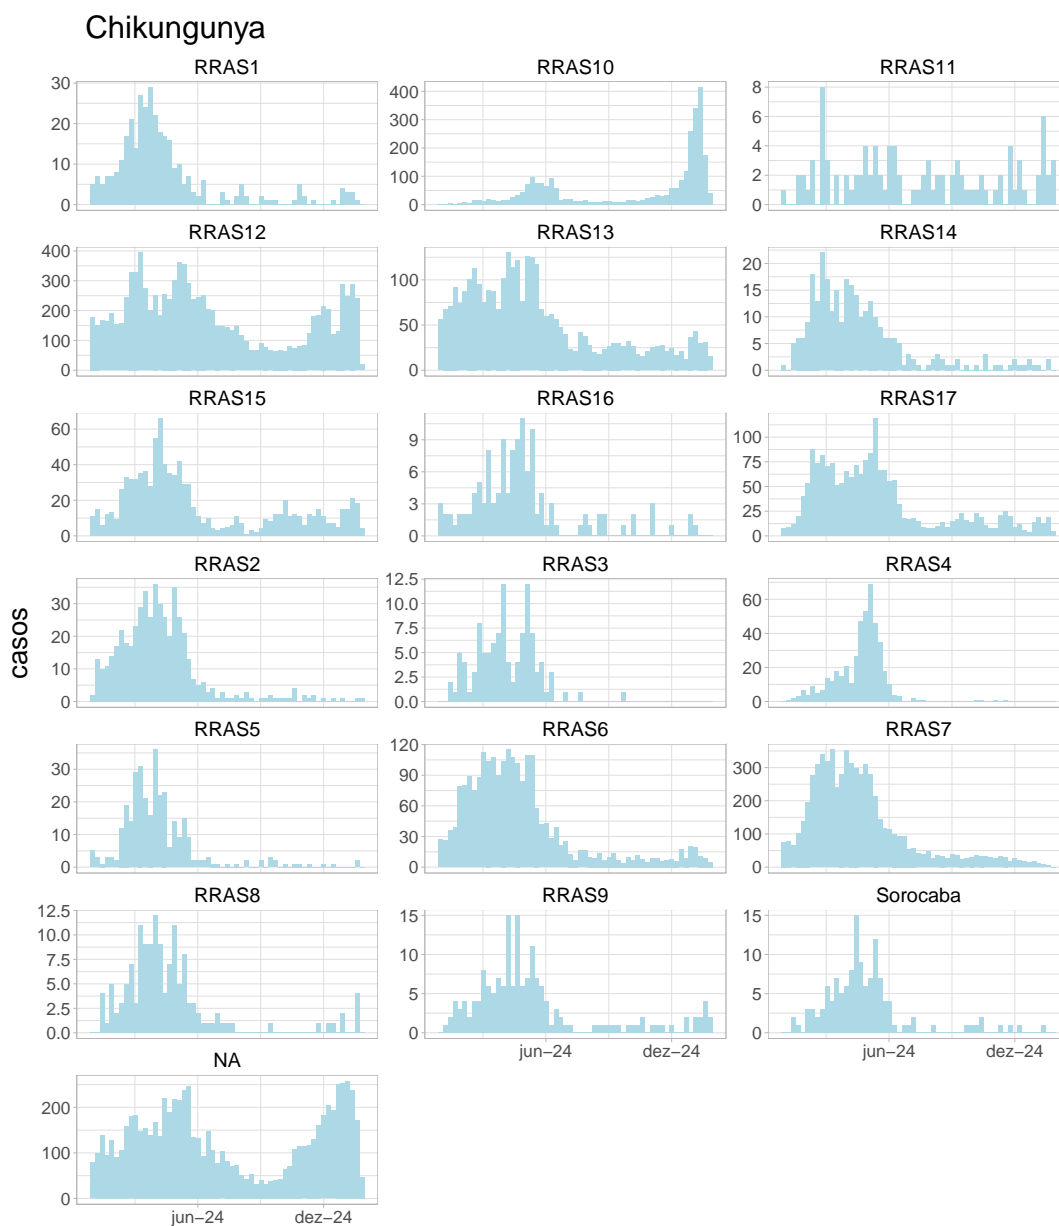 Chikungunya
RRAS1 RRAS10 RRAS11
30 20 10 0
400 300 200 100 0
8 6 4 2 0
RRAS12 RRAS13 RRAS14
400 300 200 100 0
100 50 0
20 15 10 5 0
RRAS15 RRAS16 RRAS17
60 40 20 0
9 6 3 0
100 75 50 25 0
RRAS2 RRAS3 RRAS4
30 20 10 0
12.5 10.0 7.5 5.0 2.5 0.0
60 40 20 0
casos
RRAS5 RRAS6 RRAS7
30 20 10 0
120 90 60 30 0
300 200 100 0
RRAS8 RRAS9 Sorocaba
12.5 10.0 7.5 5.0 2.5 0.0
15 10 5 0
15 10 5 0
jun−24 dez−24 jun−24 dez−24
NA
200 100 0
jun−24 dez−24